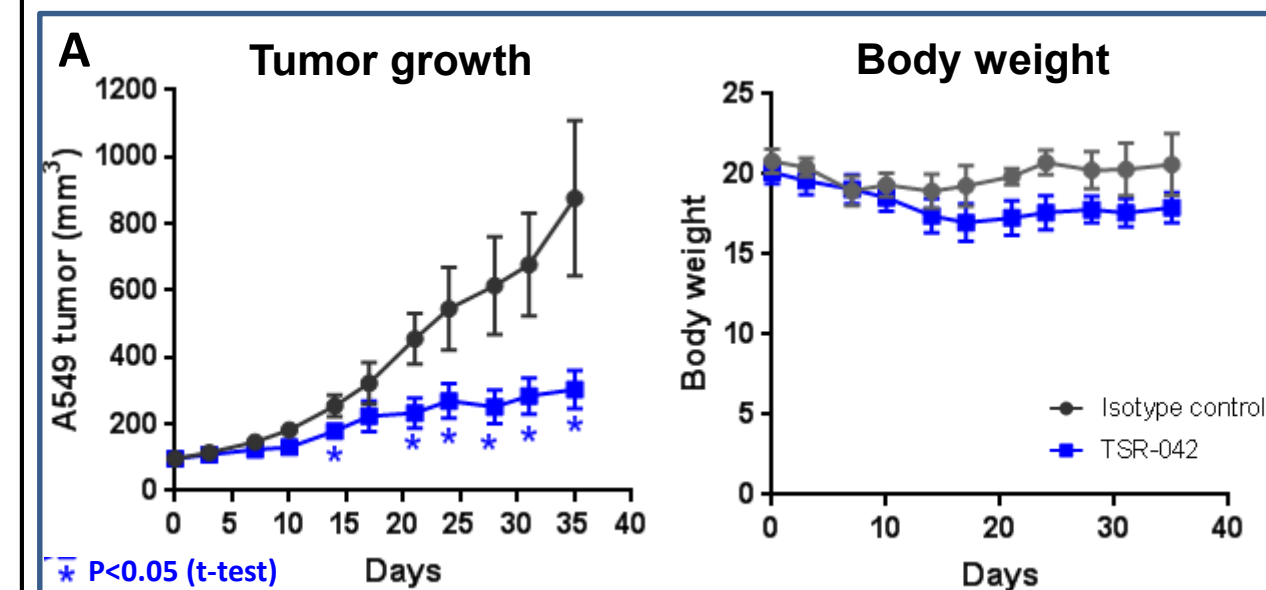 A
Tumor growth
A549 tumor (mm³)
1200
1000
800
600
400
200
0
0 5 10 15 20 25 30 35 40
Days
* * * * * *
* P<0.05 (t-test)
Body weight
Body weight
25
20
15
10
5
0
0 10 20 30 40
Days
Isotype control
TSR-042